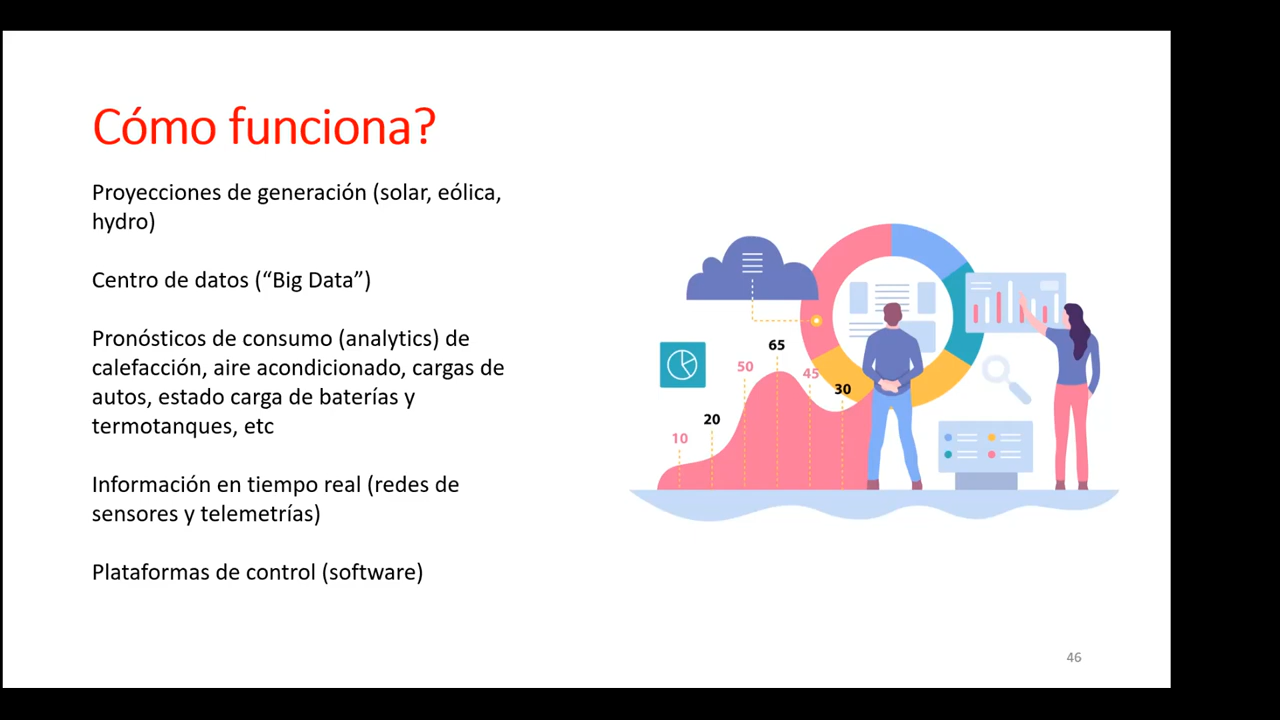 Cómo funciona?
Proyecciones de generación (solar, eólica,
hydro)
Centro de datos (“Big Data”)
Pronósticos de consumo (analytics) de
calefacción, aire acondicionado, cargas de
autos, estado carga de baterías y
termotanques, etc
Información en tiempo real (redes de
sensores y telemetrías)
Plataformas de control (software)
10
20
50
65
45
30
46